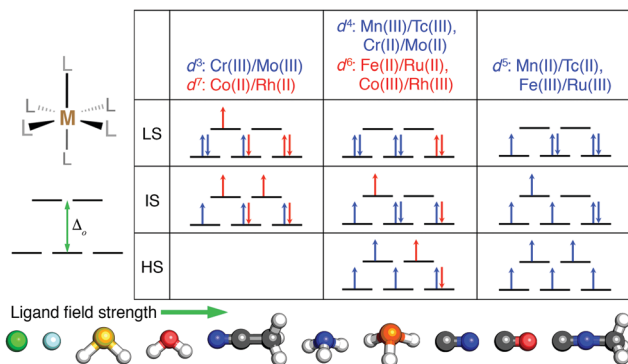 L
L
L
M
L
L
L
Δo
d3: Cr(III)/Mo(III)
d7: Co(II)/Rh(II)
d4: Mn(III)/Tc(III),
Cr(II)/Mo(II)
d6: Fe(II)/Ru(II),
Co(III)/Rh(III)
d5: Mn(II)/Tc(II),
Fe(III)/Ru(III)
LS
IS
HS
Ligand field strength